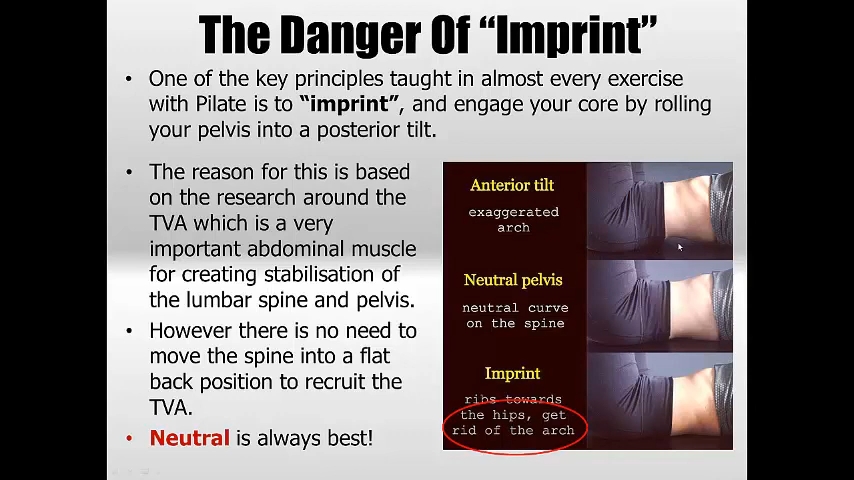 The Danger Of “Imprint”
• One of the key principles taught in almost every exercise
with Pilate is to “imprint”, and engage your core by rolling
your pelvis into a posterior tilt.
• The reason for this is based
on the research around the
TVA which is a very
important abdominal muscle
for creating stabilisation of
the lumbar spine and pelvis.
• However there is no need to
move the spine into a flat
back position to recruit the
TVA.
• Neutral is always best!
Anterior tilt
exaggerated
arch
Neutral pelvis
neutral curve
on the spine
Imprint
ribs towards
the hips, get
rid of the arch